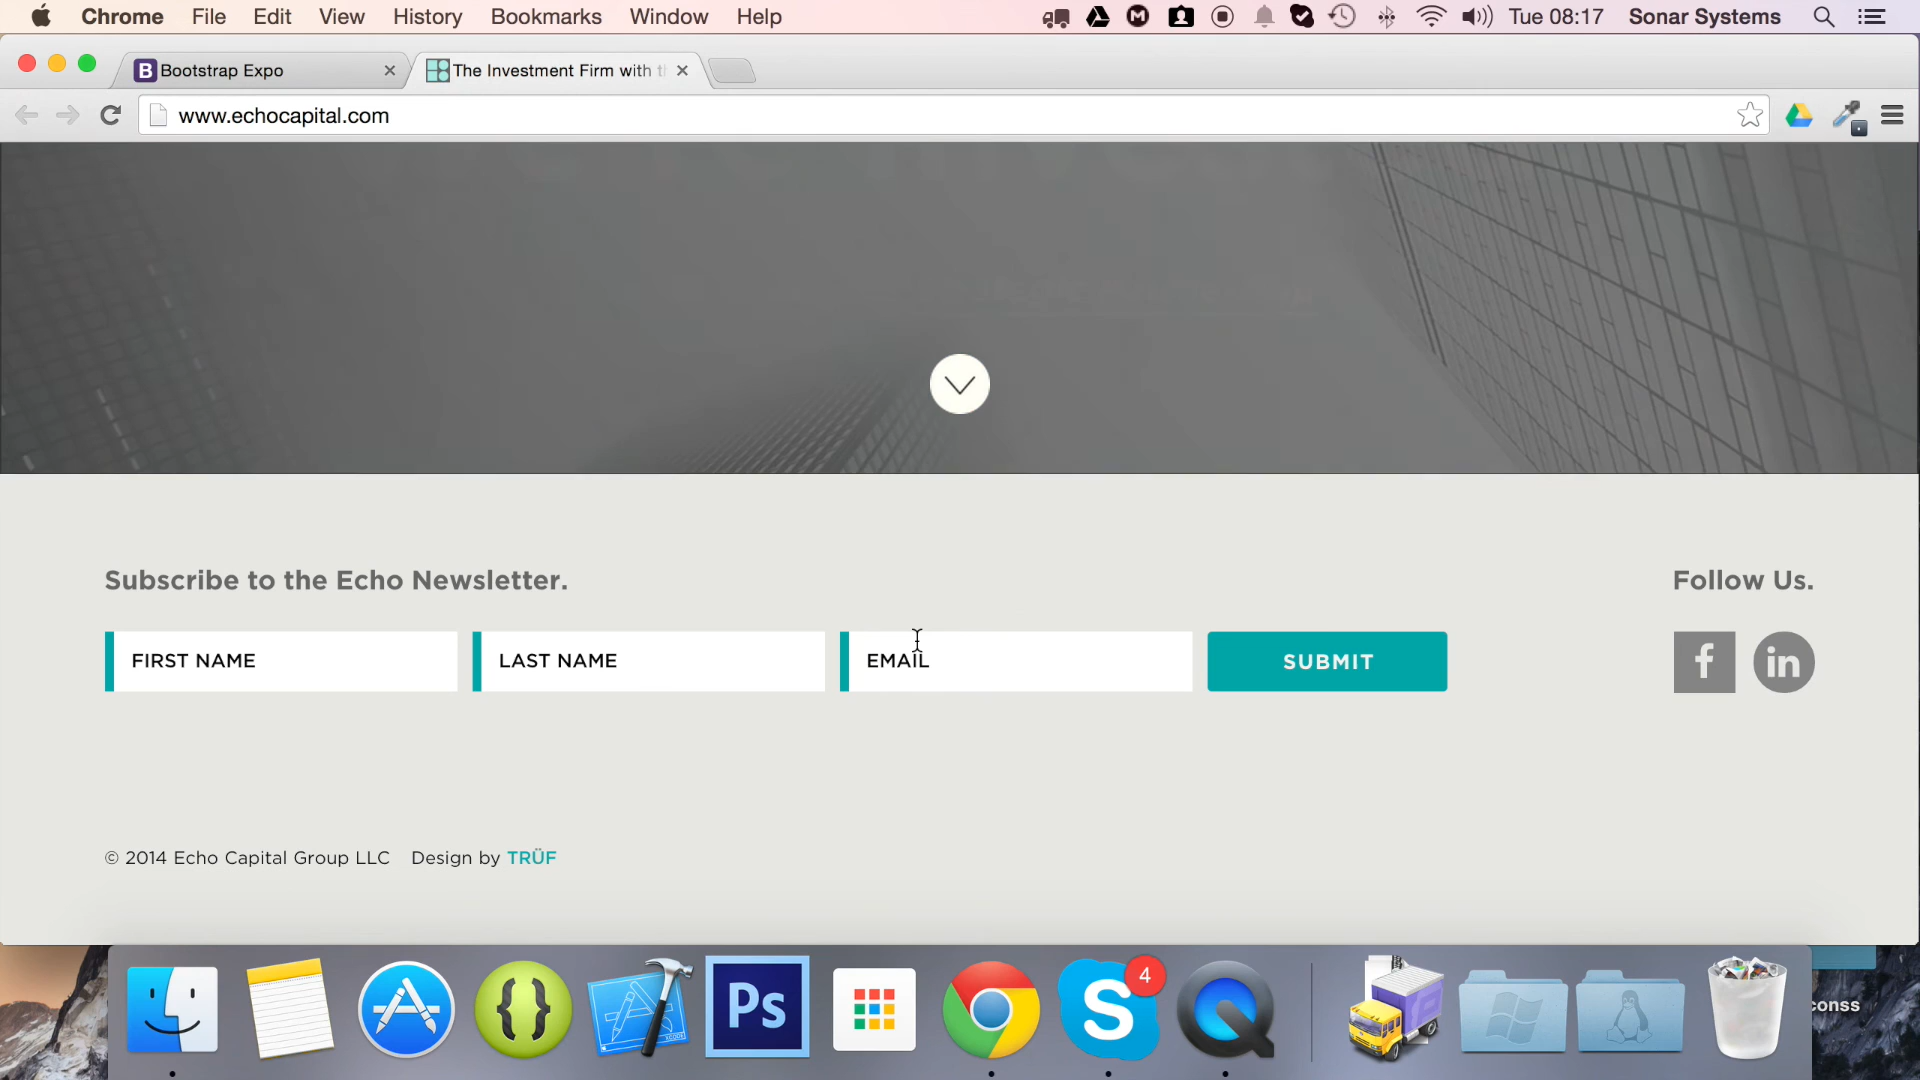 Chrome File Edit View History Bookmarks Window Help Tue 08:17 Sonar Systems
Bootstrap Expo The Investment Firm with
www.echocapital.com
Subscribe to the Echo Newsletter. Follow Us.
FIRST NAME LAST NAME EMAIL SUBMIT f in
© 2014 Echo Capital Group LLC Design by TRÜF
4
Ps S
conss